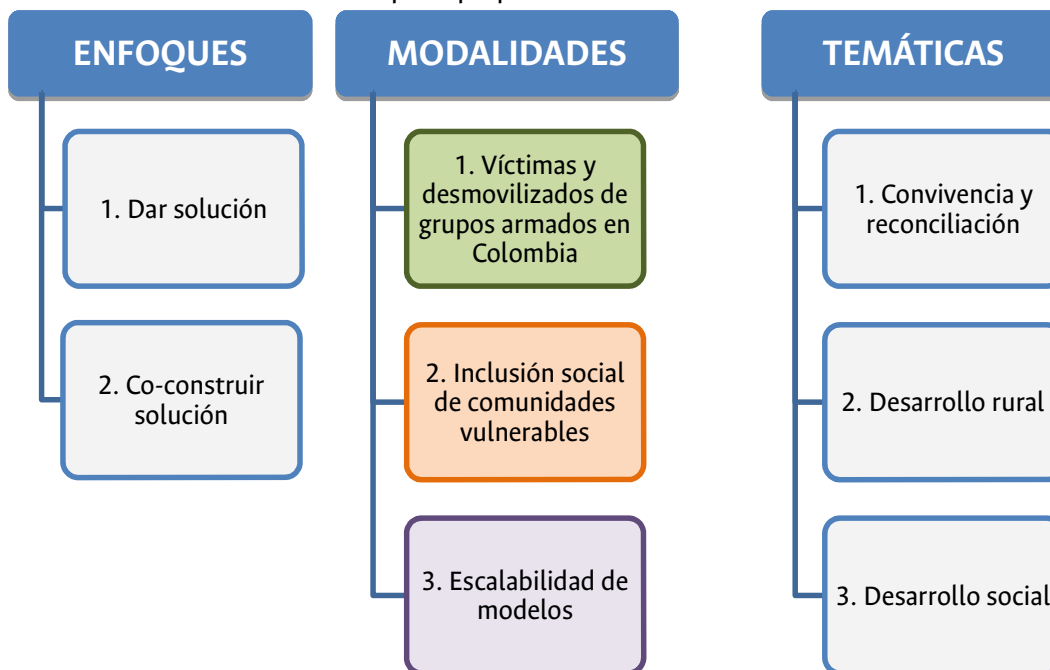 ENFOQUES
1. Dar solución
2. Co-construir
solución
MODALIDADES
1. Víctimas y
desmovilizados de
grupos armados en
Colombia
2. Inclusión social
de comunidades
vulnerables
3. Escalabilidad de
modelos
TEMÁTICAS
1. Convivencia y
reconciliación
2. Desarrollo rural
3. Desarrollo social